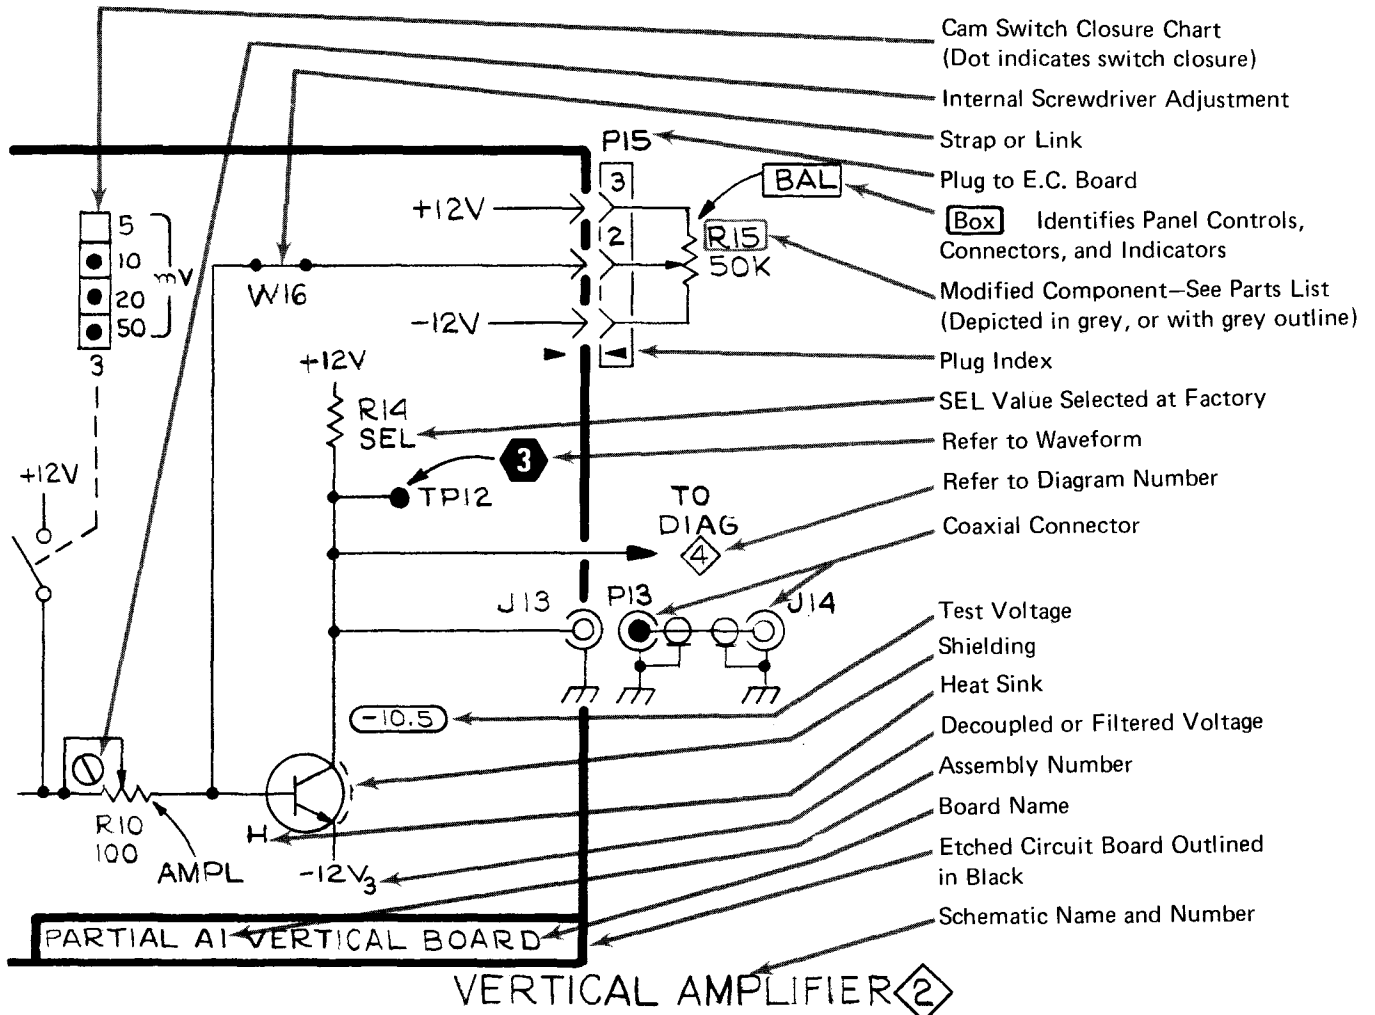 Cam Switch Closure Chart
(Dot indicates switch closure)
Internal Screwdriver Adjustment
Strap or Link
Plug to E.C. Board
Box Identifies Panel Controls,
Connectors, and Indicators
Modified Component—See Parts List
(Depicted in grey, or with grey outline)
Plug Index
SEL Value Selected at Factory
Refer to Waveform
Refer to Diagram Number
Coaxial Connector
Test Voltage
Shielding
Heat Sink
Decoupled or Filtered Voltage
Assembly Number
Board Name
Etched Circuit Board Outlined
in Black
Schematic Name and Number
P15
BAL
3
+12V
2
R15
50K
W16
-12V
5
10
20
50
mV
3
+12V
R14
SEL
3
TP12
+12V
TO
DIAG
4
J13
P13
J14
-10.5
R10
100
AMPL
H
-12V3
1
PARTIAL A1 VERTICAL BOARD
VERTICAL AMPLIFIER 2